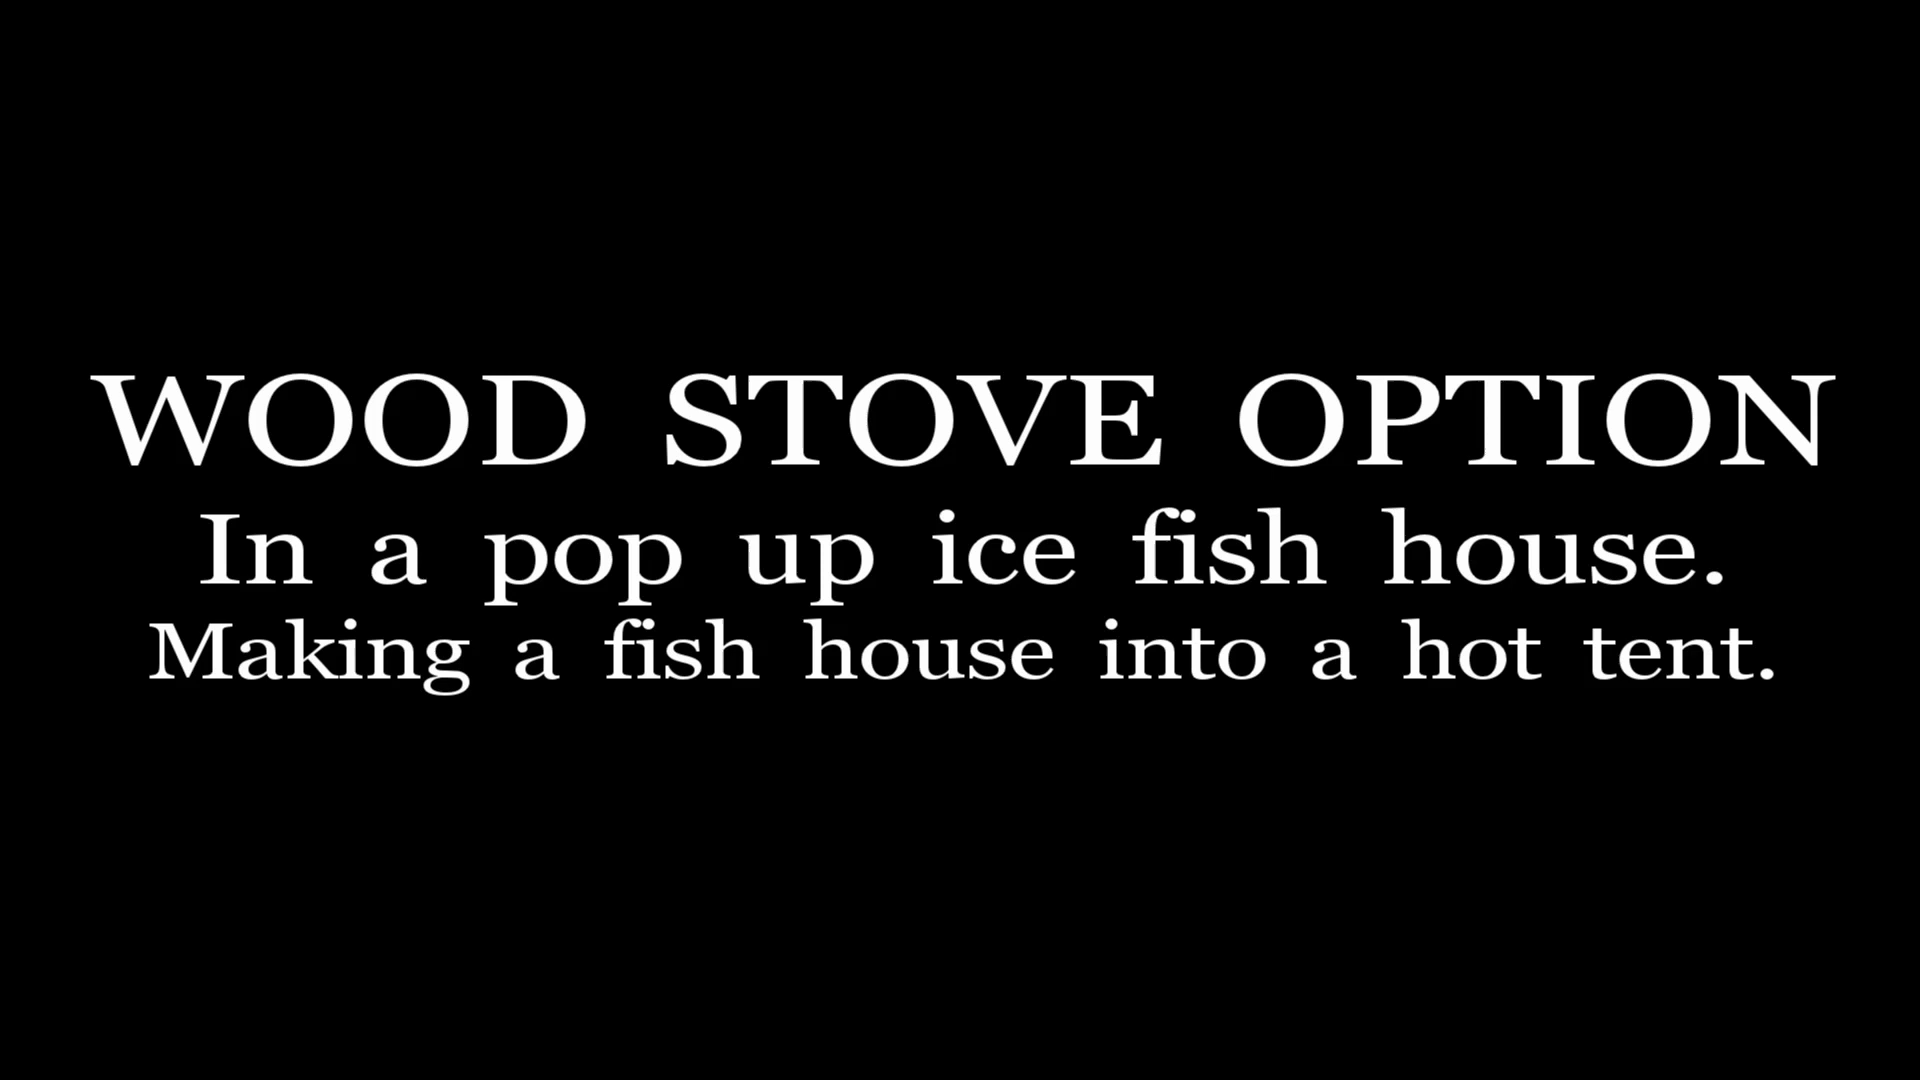 WOOD STOVE OPTION
In a pop up ice fish house.
Making a fish house into a hot tent.